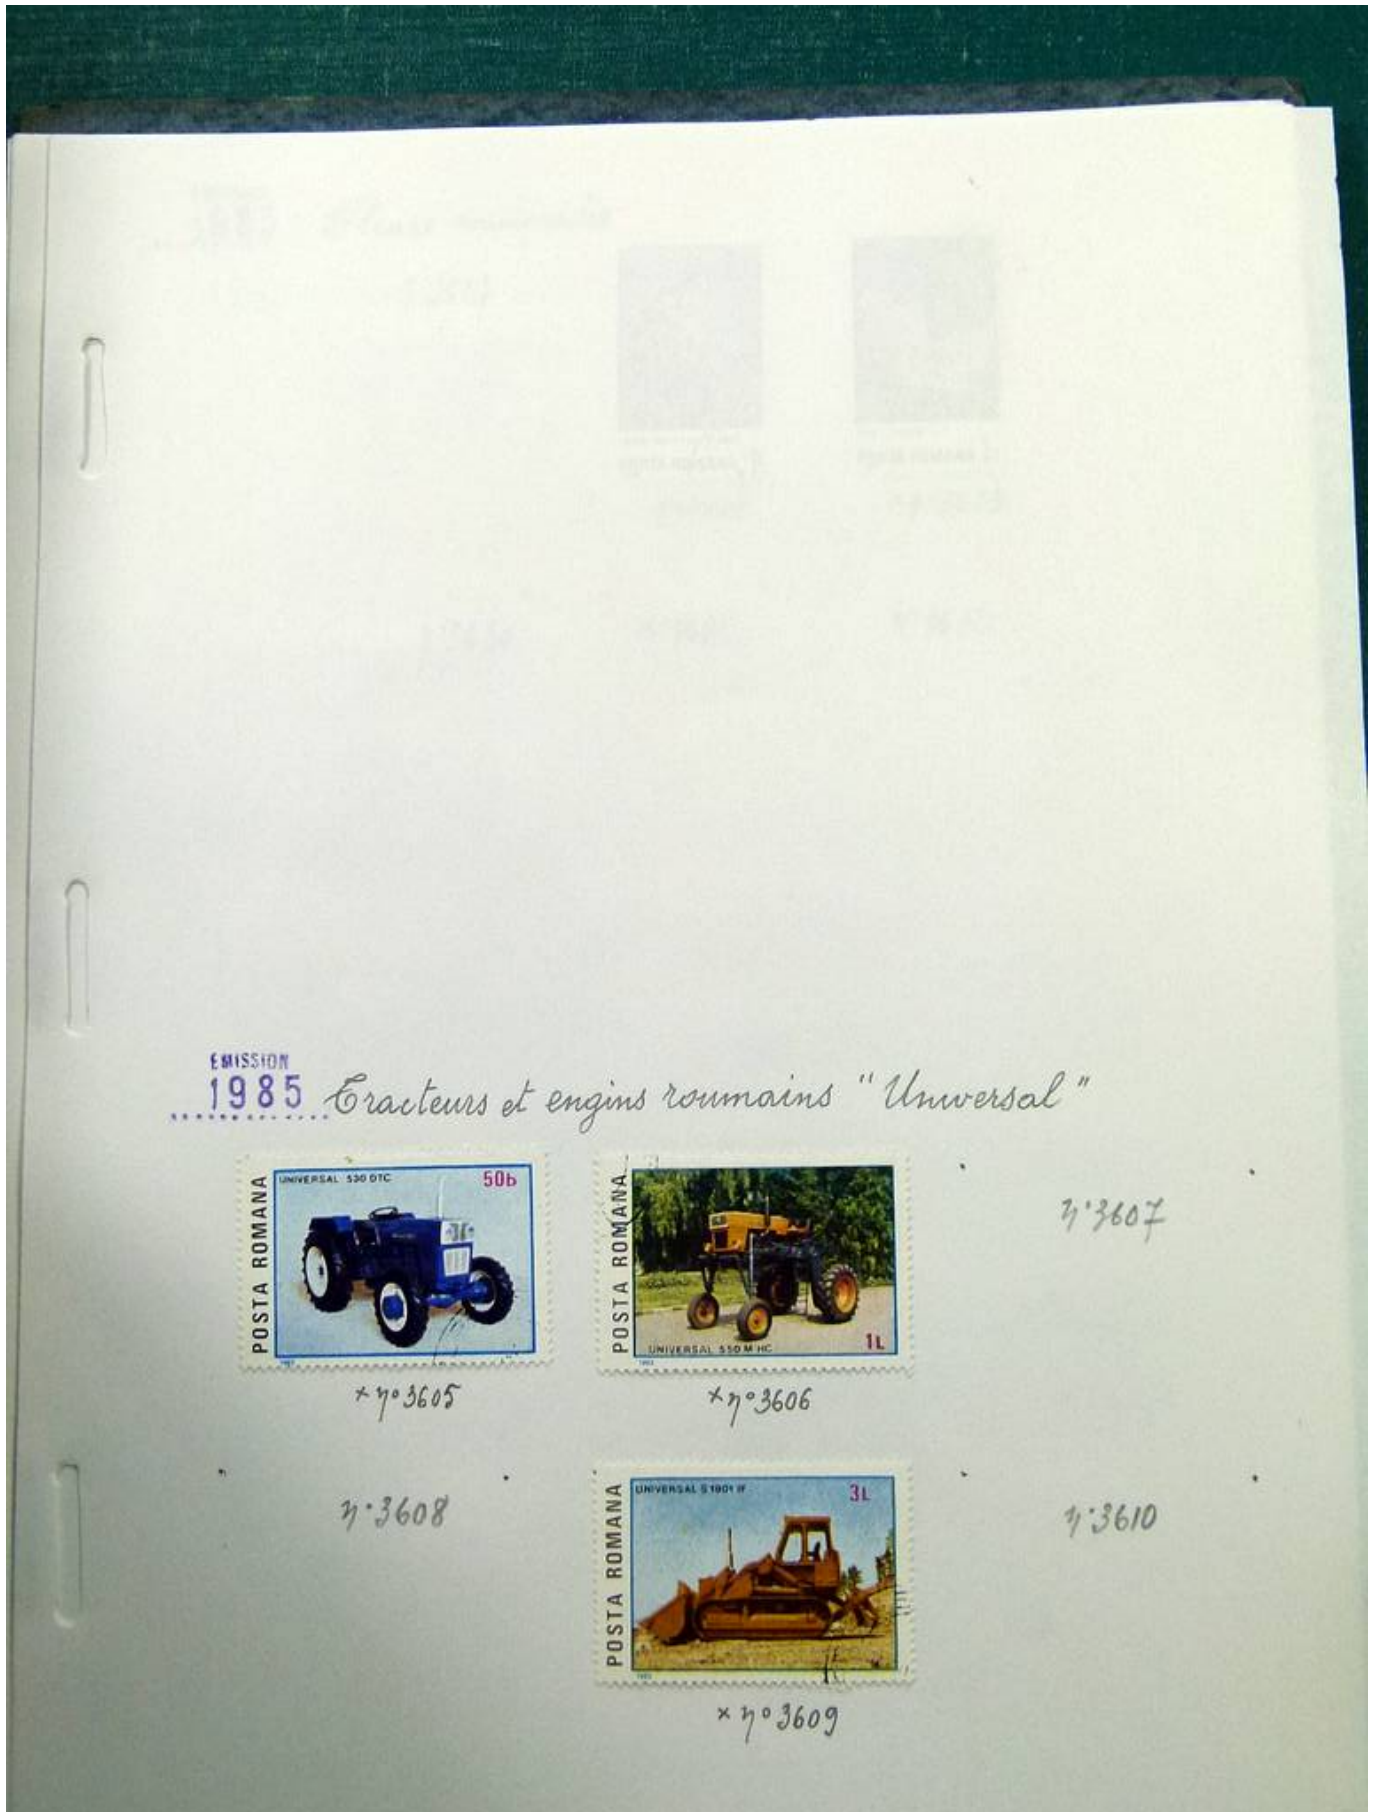 EMISSION
1985 Tracteurs et engins roumains "Universal"
POSTA ROMANA
UNIVERSAL 530 DTC
50b
POSTA ROMANA
UNIVERSAL 550 M HC
1L
n°3607
x n°3605
x n°3606
n°3608
POSTA ROMANA
UNIVERSAL S 1801 IF
3L
n°3610
x n°3609